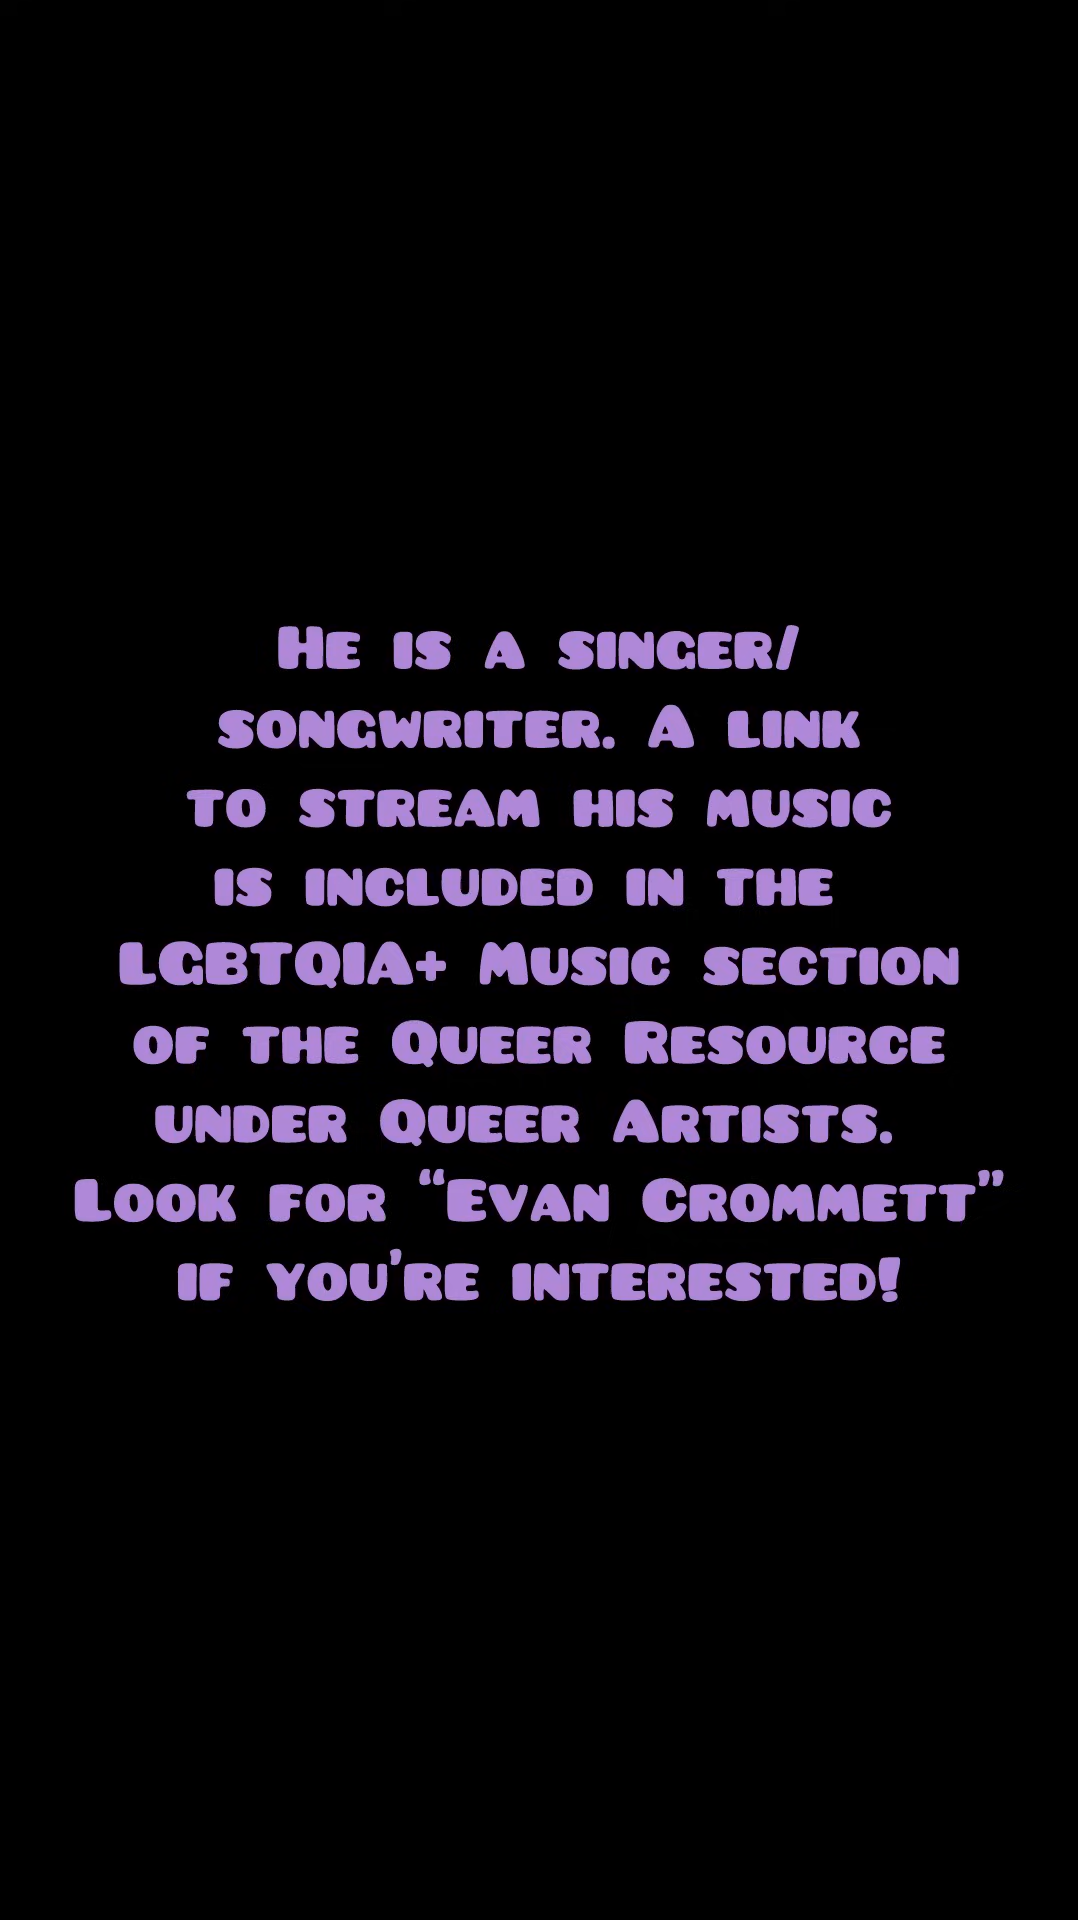 He is a singer/
songwriter. A link
to stream his music
is included in the
LGBTQIA+ Music section
of the Queer Resource
under Queer Artists.
Look for “Evan Crommett”
if you’re interested!